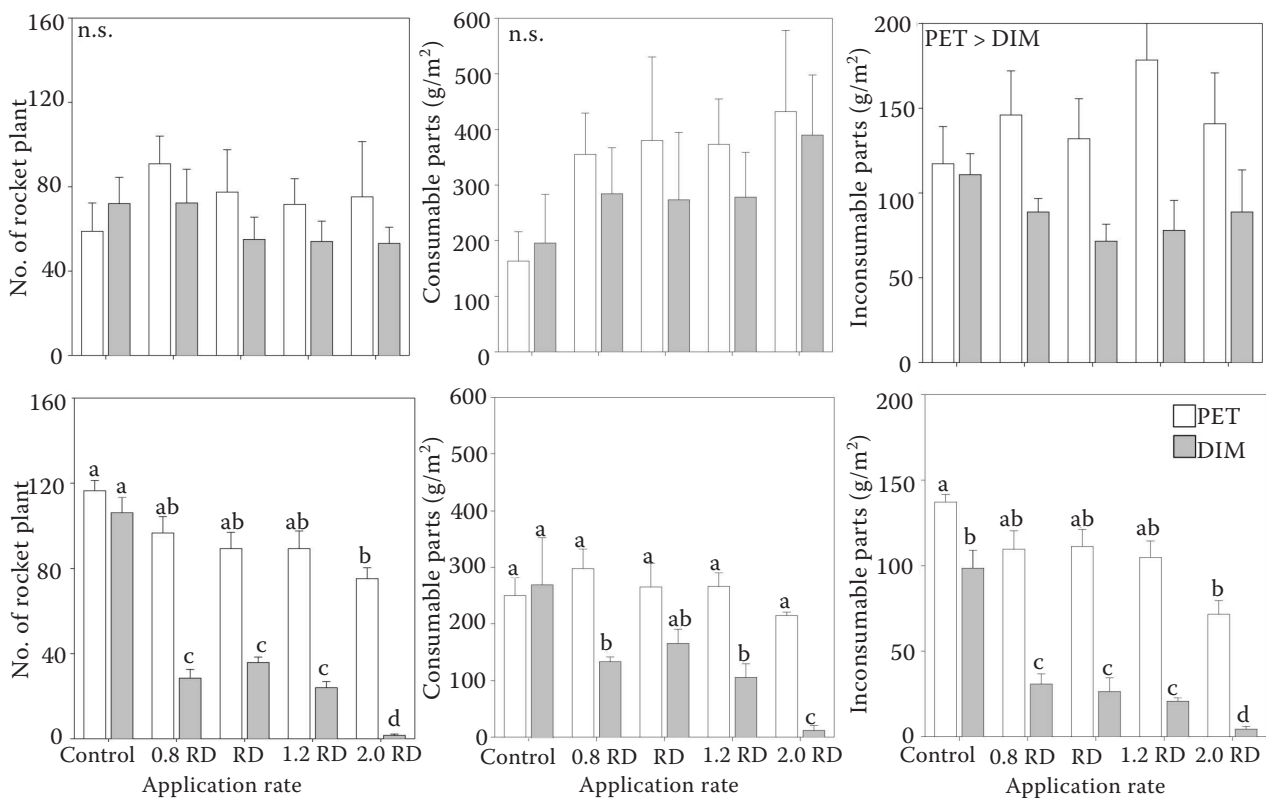 160
120
80
40
0
n.s.
No. of rocket plant
600
500
400
300
200
100
0
n.s.
Consumable parts (g/m²)
200
150
100
50
0
PET > DIM
Inconsumable parts (g/m²)
160
120
80
40
0
No. of rocket plant
a a ab c ab c ab c b d
Control 0.8 RD RD 1.2 RD 2.0 RD
Application rate
600
500
400
300
200
100
0
Consumable parts (g/m²)
a a a b a ab a b a c
Control 0.8 RD RD 1.2 RD 2.0 RD
Application rate
200
150
100
50
0
Inconsumable parts (g/m²)
PET
DIM
a b ab c ab c ab c b d
Control 0.8 RD RD 1.2 RD 2.0 RD
Application rate